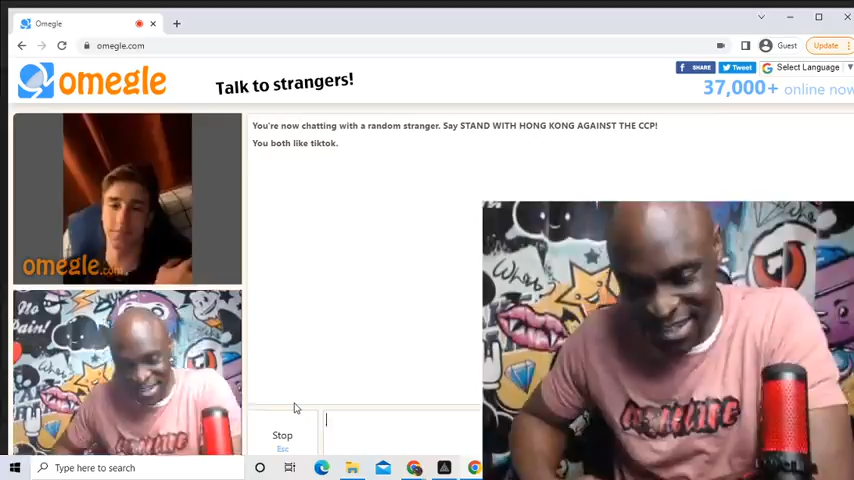 Omegle
omegle.com
Guest
Update
omegle
Talk to strangers!
SHARE
Tweet
Select Language
37,000+ online now
You're now chatting with a random stranger. Say STAND WITH HONG KONG AGAINST THE CCP!
You both like tiktok.
omegle.com
No
Pain!
Whos
Stop
Esc
Type here to search